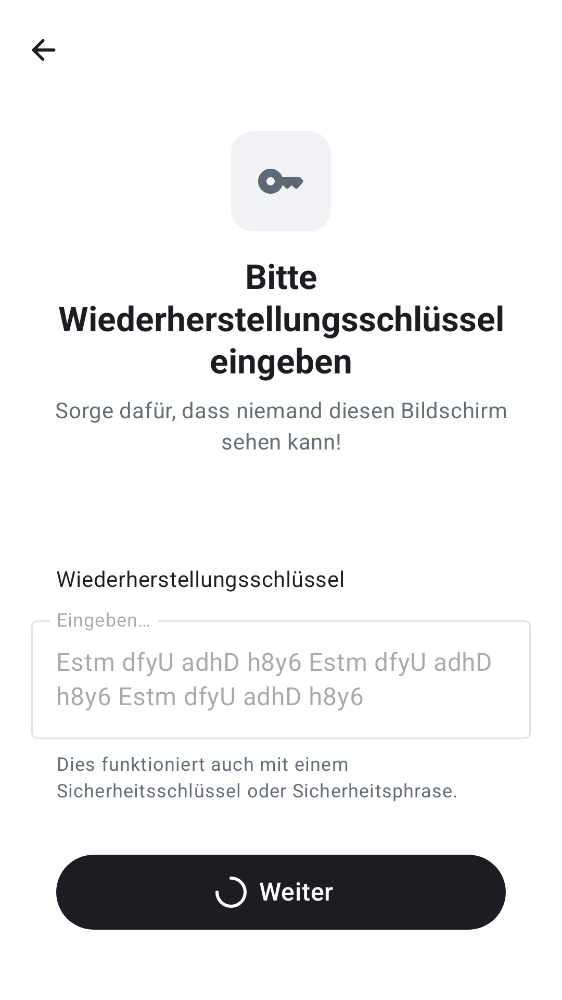 Bitte
Wiederherstellungsschlüssel
eingeben
Sorge dafür, dass niemand diesen Bildschirm
sehen kann!
Wiederherstellungsschlüssel
Eingeben…
Estm dfyU adhD h8y6 Estm dfyU adhD
h8y6 Estm dfyU adhD h8y6
Dies funktioniert auch mit einem
Sicherheitsschlüssel oder Sicherheitsphrase.
Weiter